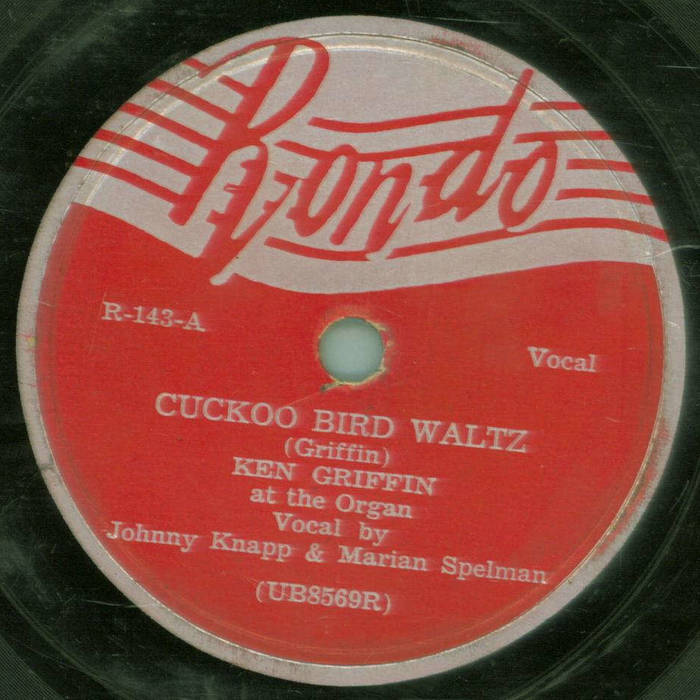 Rondo
R-143-A
Vocal
CUCKOO BIRD WALTZ
(Griffin)
KEN GRIFFIN
at the Organ
Vocal by
Johnny Knapp & Marian Spelman
(UB8569R)